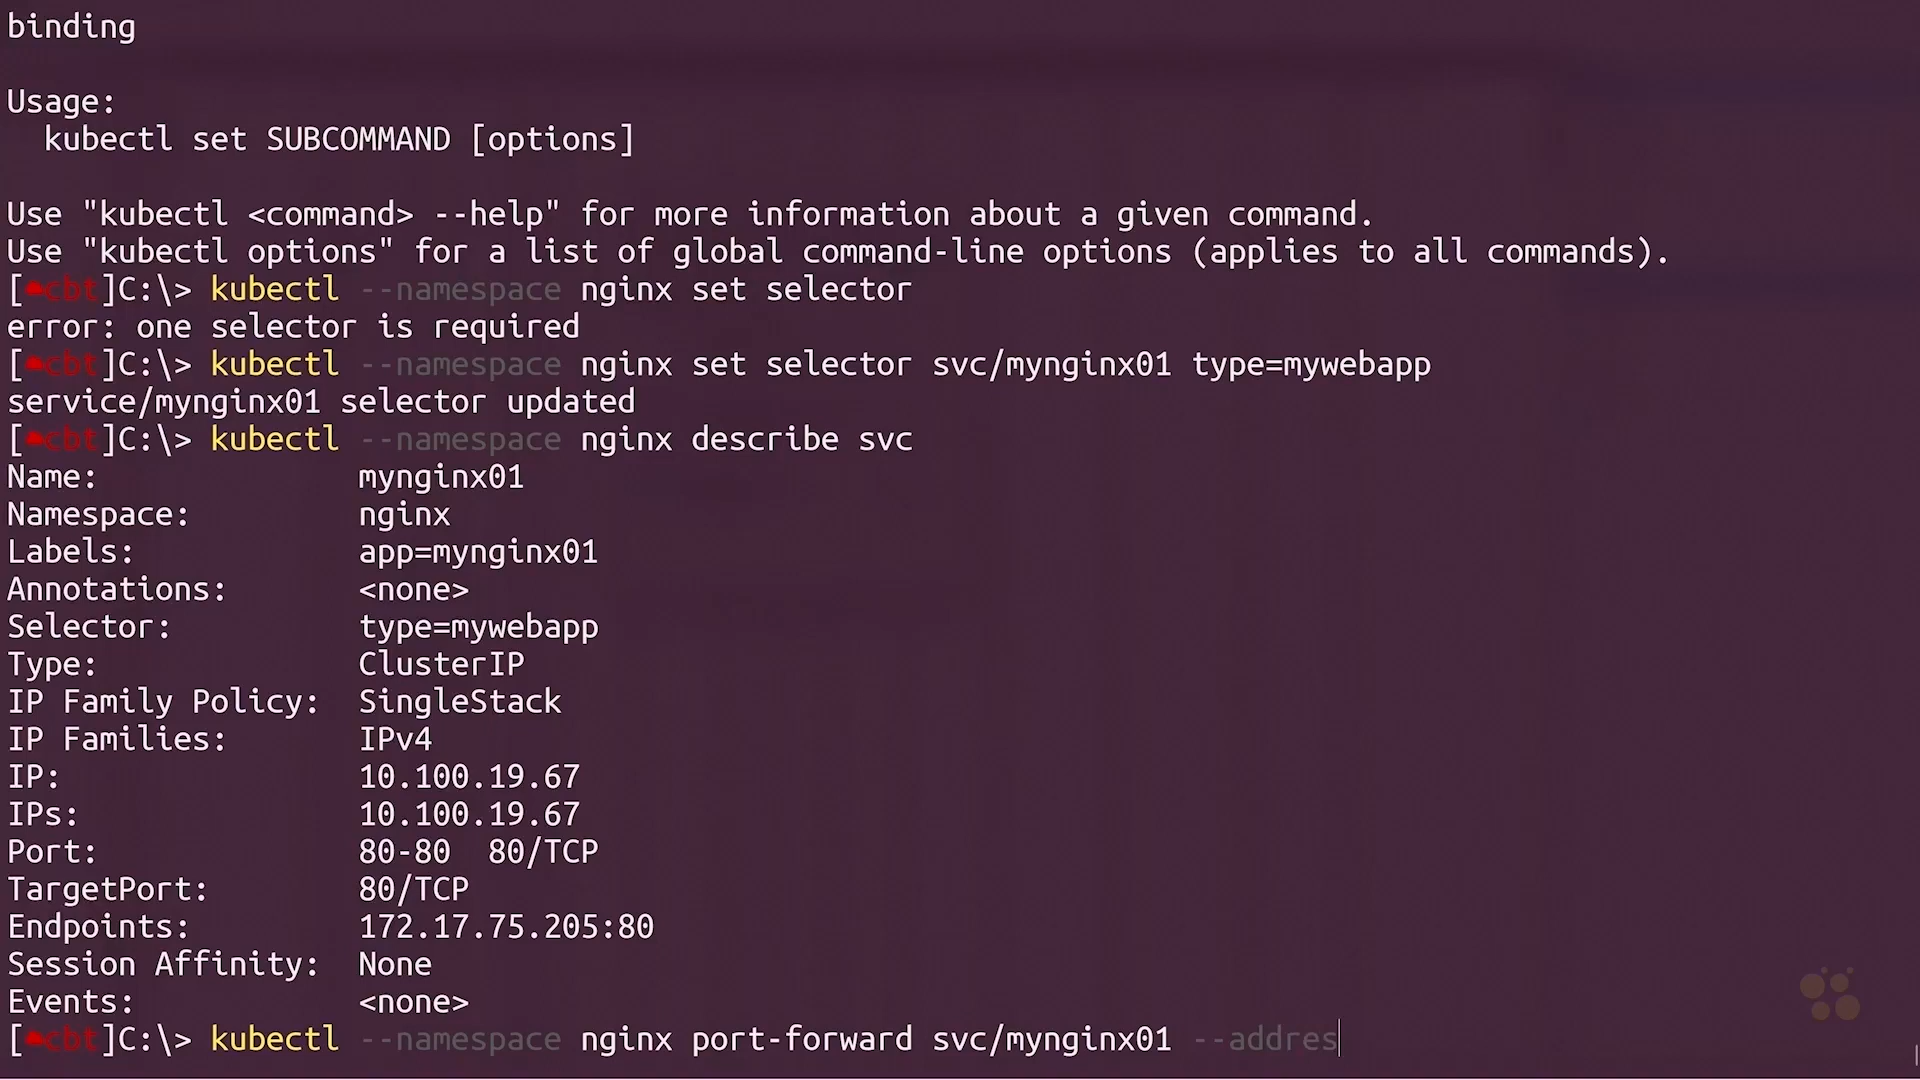 binding
Usage:
kubectl set SUBCOMMAND [options]
Use "kubectl <command> --help" for more information about a given command.
Use "kubectl options" for a list of global command-line options (applies to all commands).
[cbt]C:\> kubectl --namespace nginx set selector
error: one selector is required
[cbt]C:\> kubectl --namespace nginx set selector svc/mynginx01 type=mywebapp
service/mynginx01 selector updated
[cbt]C:\> kubectl --namespace nginx describe svc
Name: mynginx01
Namespace: nginx
Labels: app=mynginx01
Annotations: <none>
Selector: type=mywebapp
Type: ClusterIP
IP Family Policy: SingleStack
IP Families: IPv4
IP: 10.100.19.67
IPs: 10.100.19.67
Port: 80-80 80/TCP
TargetPort: 80/TCP
Endpoints: 172.17.75.205:80
Session Affinity: None
Events: <none>
[cbt]C:\> kubectl --namespace nginx port-forward svc/mynginx01 --addres